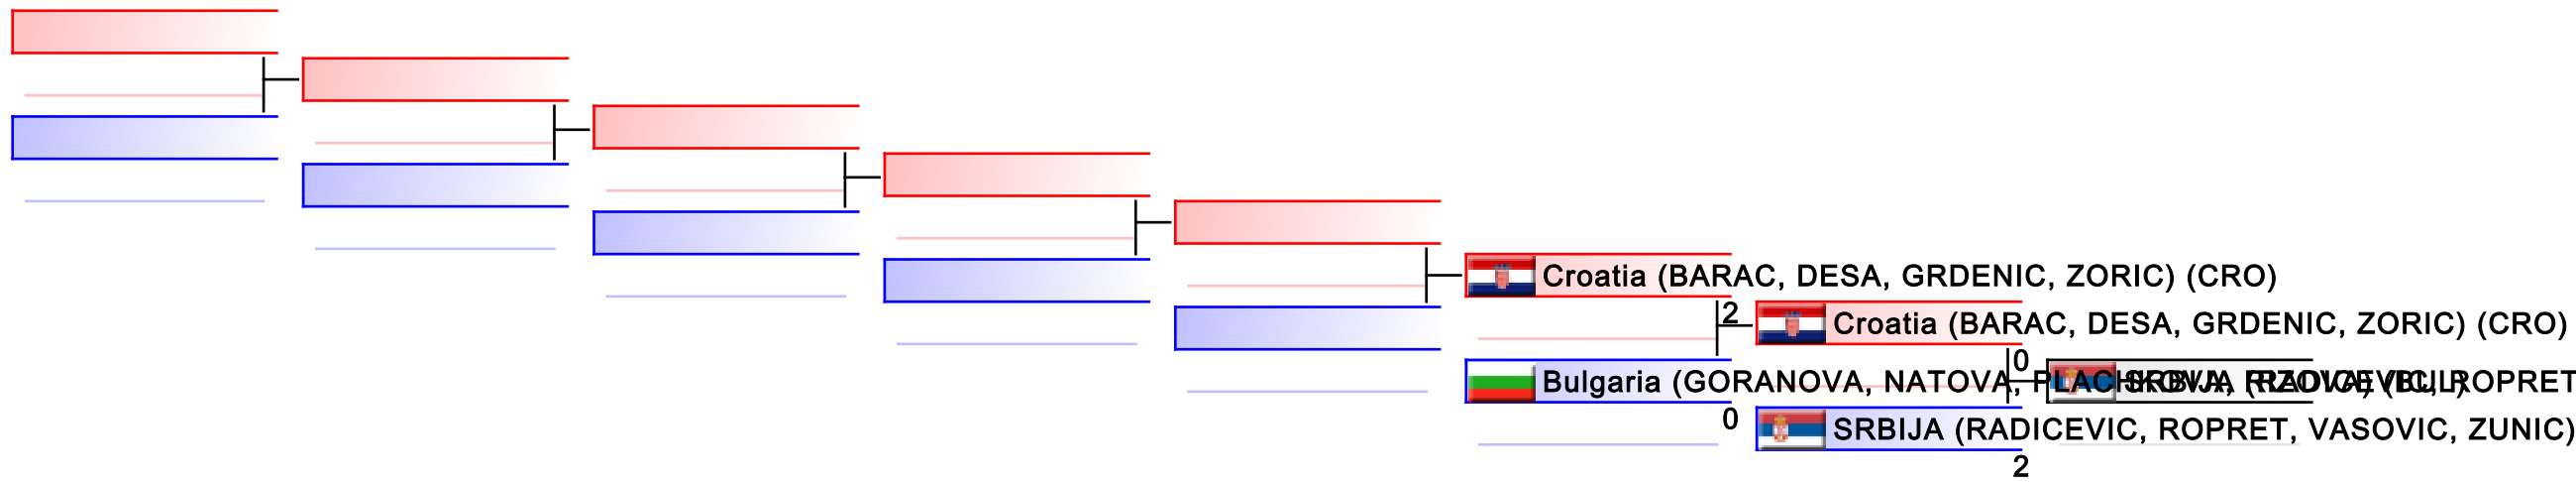 Croatia (BARAC, DESA, GRDENIC, ZORIC) (CRO)
2
Croatia (BARAC, DESA, GRDENIC, ZORIC) (CRO)
0
Bulgaria (GORANOVA, NATOVA,
ROPRET
0
SRBIJA (RADICEVIC, ROPRET, VASOVIC, ZUNIC)
2